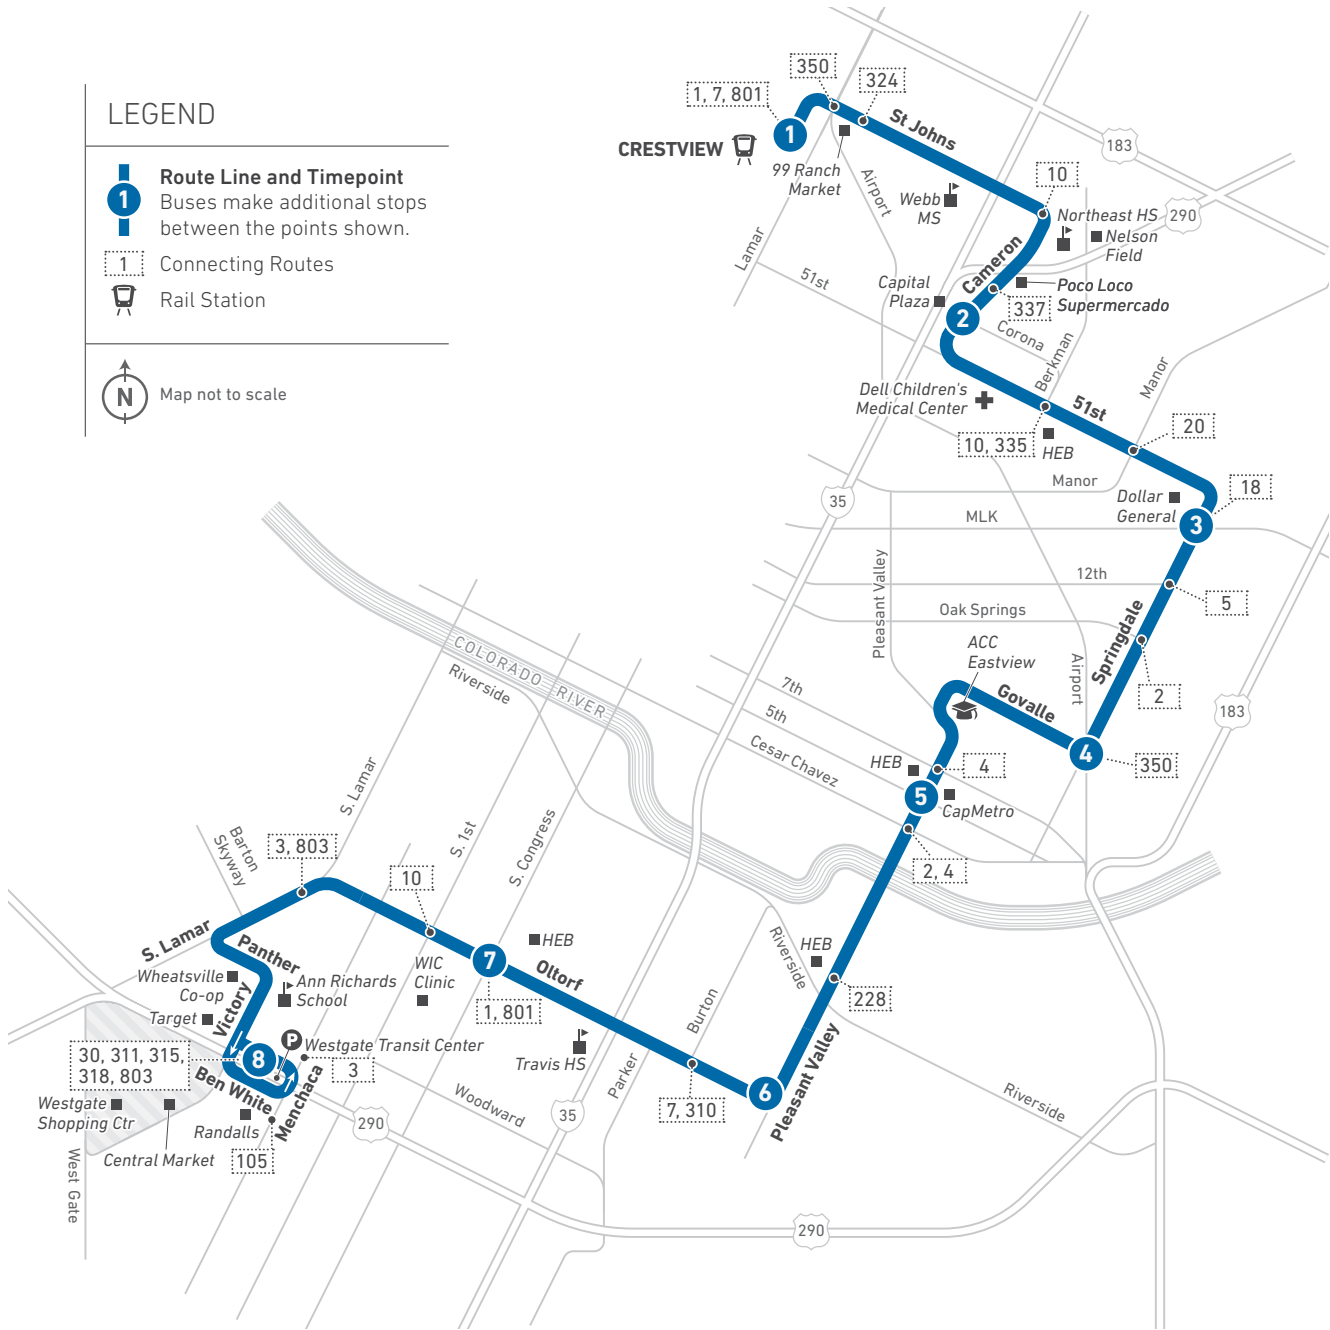 LEGEND
1
Route Line and Timepoint
Buses make additional stops
between the points shown.
1
Connecting Routes
Rail Station
N
Map not to scale
350
324
1, 7, 801
1
St Johns
CRESTVIEW
183
99 Ranch
Market
Airport
10
Webb
MS
Northeast HS
290
Nelson
Field
Lamar
Cameron
51st
Capital
Plaza
Poco Loco
Supermercado
337
2
Corona
Berkman
Manor
Dell Children's
Medical Center
51st
20
10, 335
HEB
Manor
18
Dollar
General
35
MLK
3
Pleasant Valley
12th
5
Oak Springs
Springdale
ACC
Eastview
Airport
2
COLORADO RIVER
Riverside
7th
Govalle
5th
183
Cesar Chavez
4
HEB
4
350
S. Lamar
5
CapMetro
S. 1st
S. Congress
Barton
Skyway
3, 803
2, 4
10
S. Lamar
HEB
Riverside
HEB
Panther
7
WIC
Clinic
Oltorf
Wheatsville
Co-op
Ann Richards
School
228
Victory
1, 801
Burton
Target
P
Westgate Transit Center
30, 311, 315,
318, 803
8
3
Travis HS
Parker
Ben White
Menchaca
6
Pleasant Valley
7, 310
Riverside
Westgate
Shopping Ctr
Randalls
290
Woodward
35
Central Market
105
West Gate
290